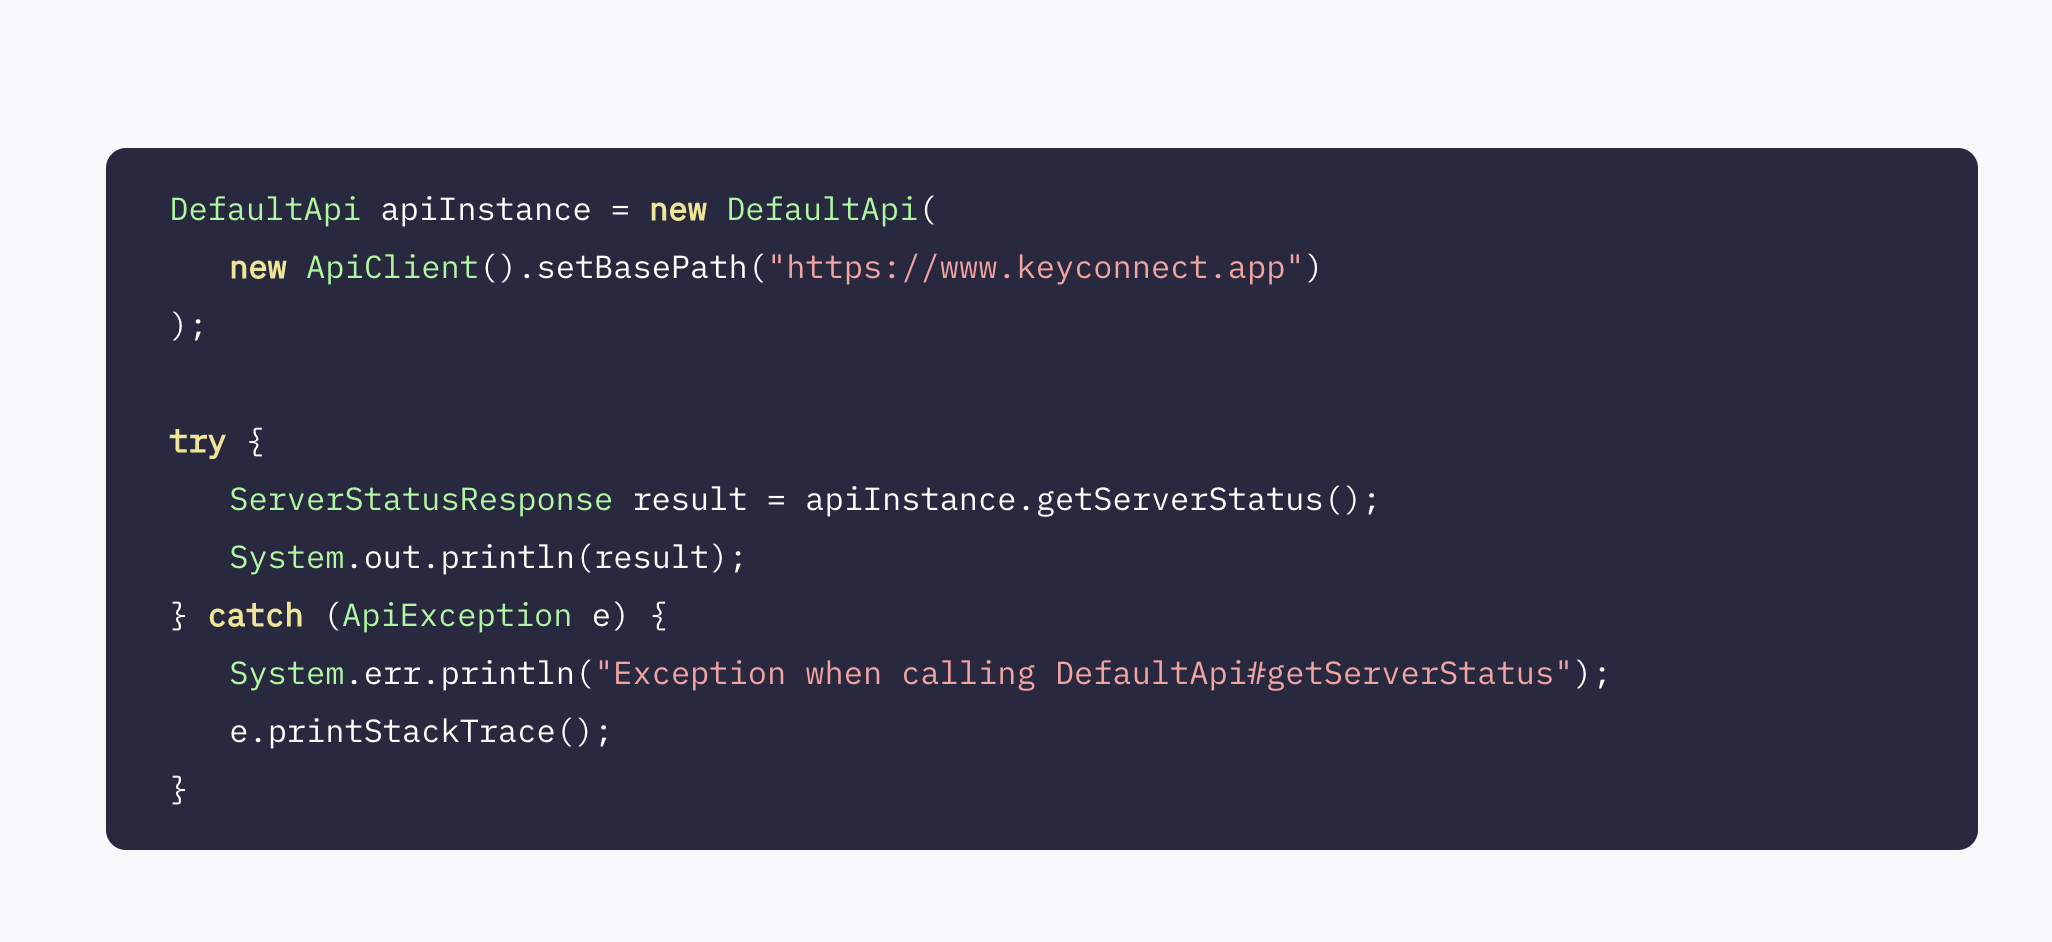 DefaultApi apiInstance = new DefaultApi(
   new ApiClient().setBasePath("https://www.keyconnect.app")
);

try {
   ServerStatusResponse result = apiInstance.getServerStatus();
   System.out.println(result);
} catch (ApiException e) {
   System.err.println("Exception when calling DefaultApi#getServerStatus");
   e.printStackTrace();
}